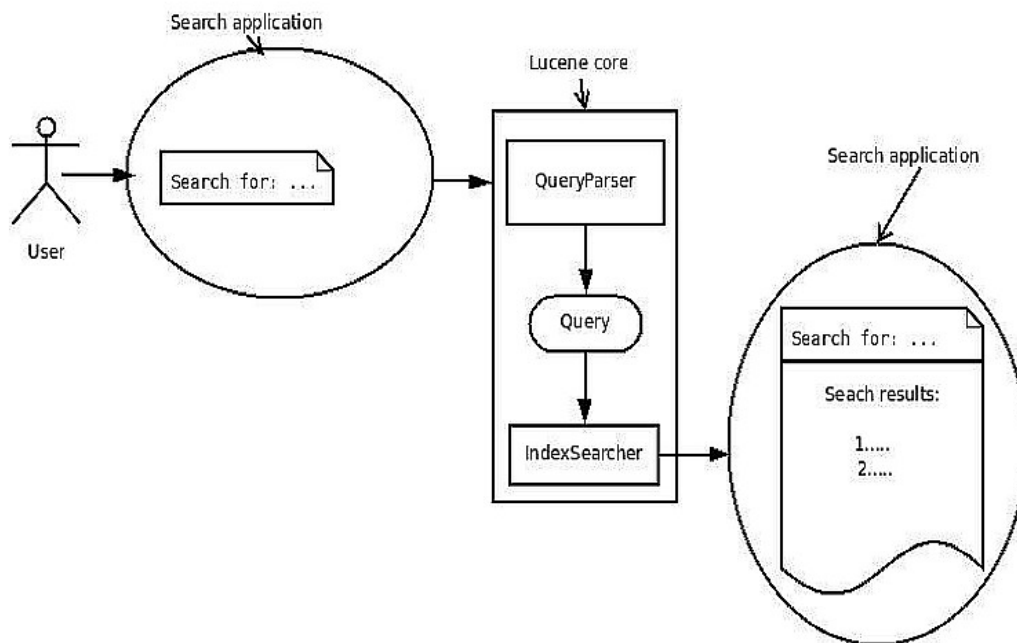 Search application
Lucene core
User
Search for: ...
QueryParser
Query
IndexSearcher
Search application
Search for: ...
Seach results:
1.....
2.....